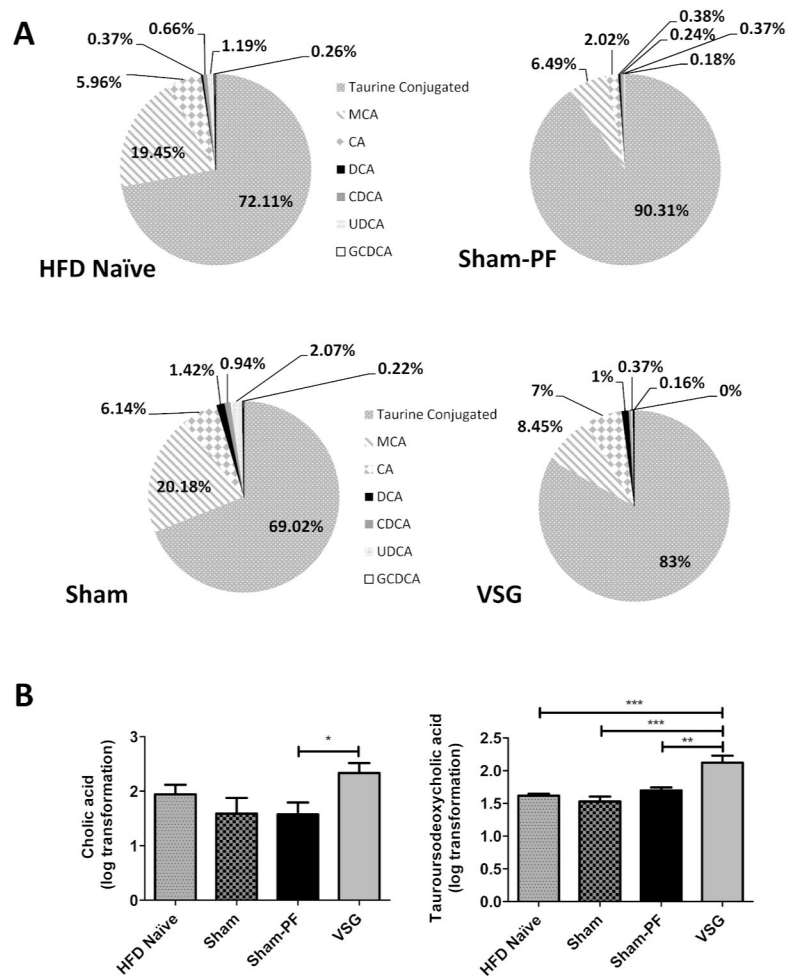 A
0.66%
0.37%
1.19%
0.26%
5.96%
19.45%
72.11%
HFD Naïve
Taurine Conjugated
MCA
CA
DCA
CDCA
UDCA
GCDCA
0.38%
2.02%
0.24%
0.37%
6.49%
0.18%
90.31%
Sham-PF
2.07%
1.42%
0.94%
0.22%
6.14%
20.18%
69.02%
Sham
Taurine Conjugated
MCA
CA
DCA
CDCA
UDCA
GCDCA
0.37%
1%
0.16%
7%
0%
8.45%
83%
VSG
B
Cholic acid
(log transformation)
3
2
1
0
*
HFD Naïve
Sham
Sham-PF
VSG
Tauroursodeoxycholic acid
(log transformation)
2.5
2.0
1.5
1.0
0.5
0.0
***
***
**
HFD Naïve
Sham
Sham-PF
VSG